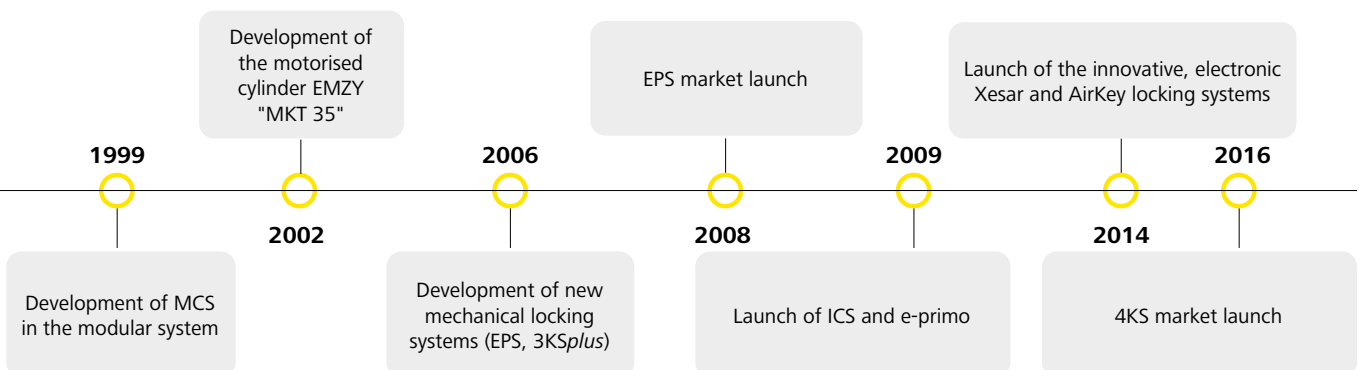 1999
Development of MCS
in the modular system
Development of
the motorised
cylinder EMZY
"MKT 35"
2002
2006
Development of new
mechanical locking
systems (EPS, 3KSplus)
EPS market launch
2008
2009
Launch of ICS and e-primo
Launch of the innovative, electronic
Xesar and AirKey locking systems
2014
2016
4KS market launch